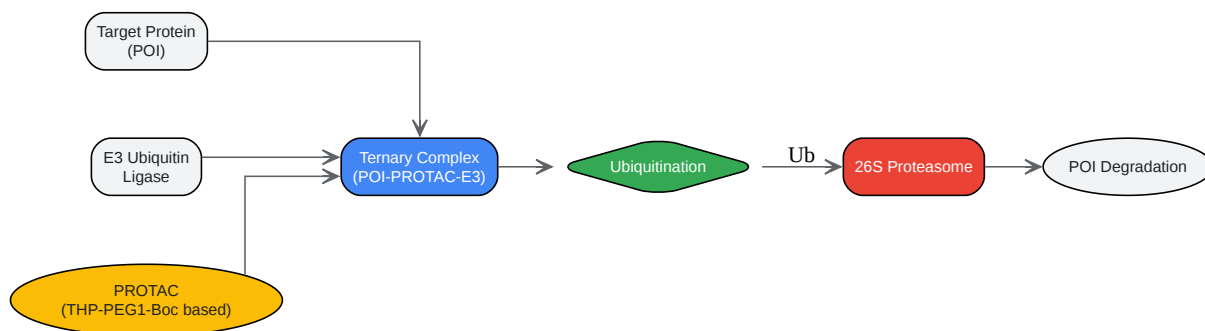 Target Protein
(POI)
E3 Ubiquitin
Ligase
Ternary Complex
(POI-PROTAC-E3)
Ubiquitination
Ub
26S Proteasome
POI Degradation
PROTAC
(THP-PEG1-Boc based)